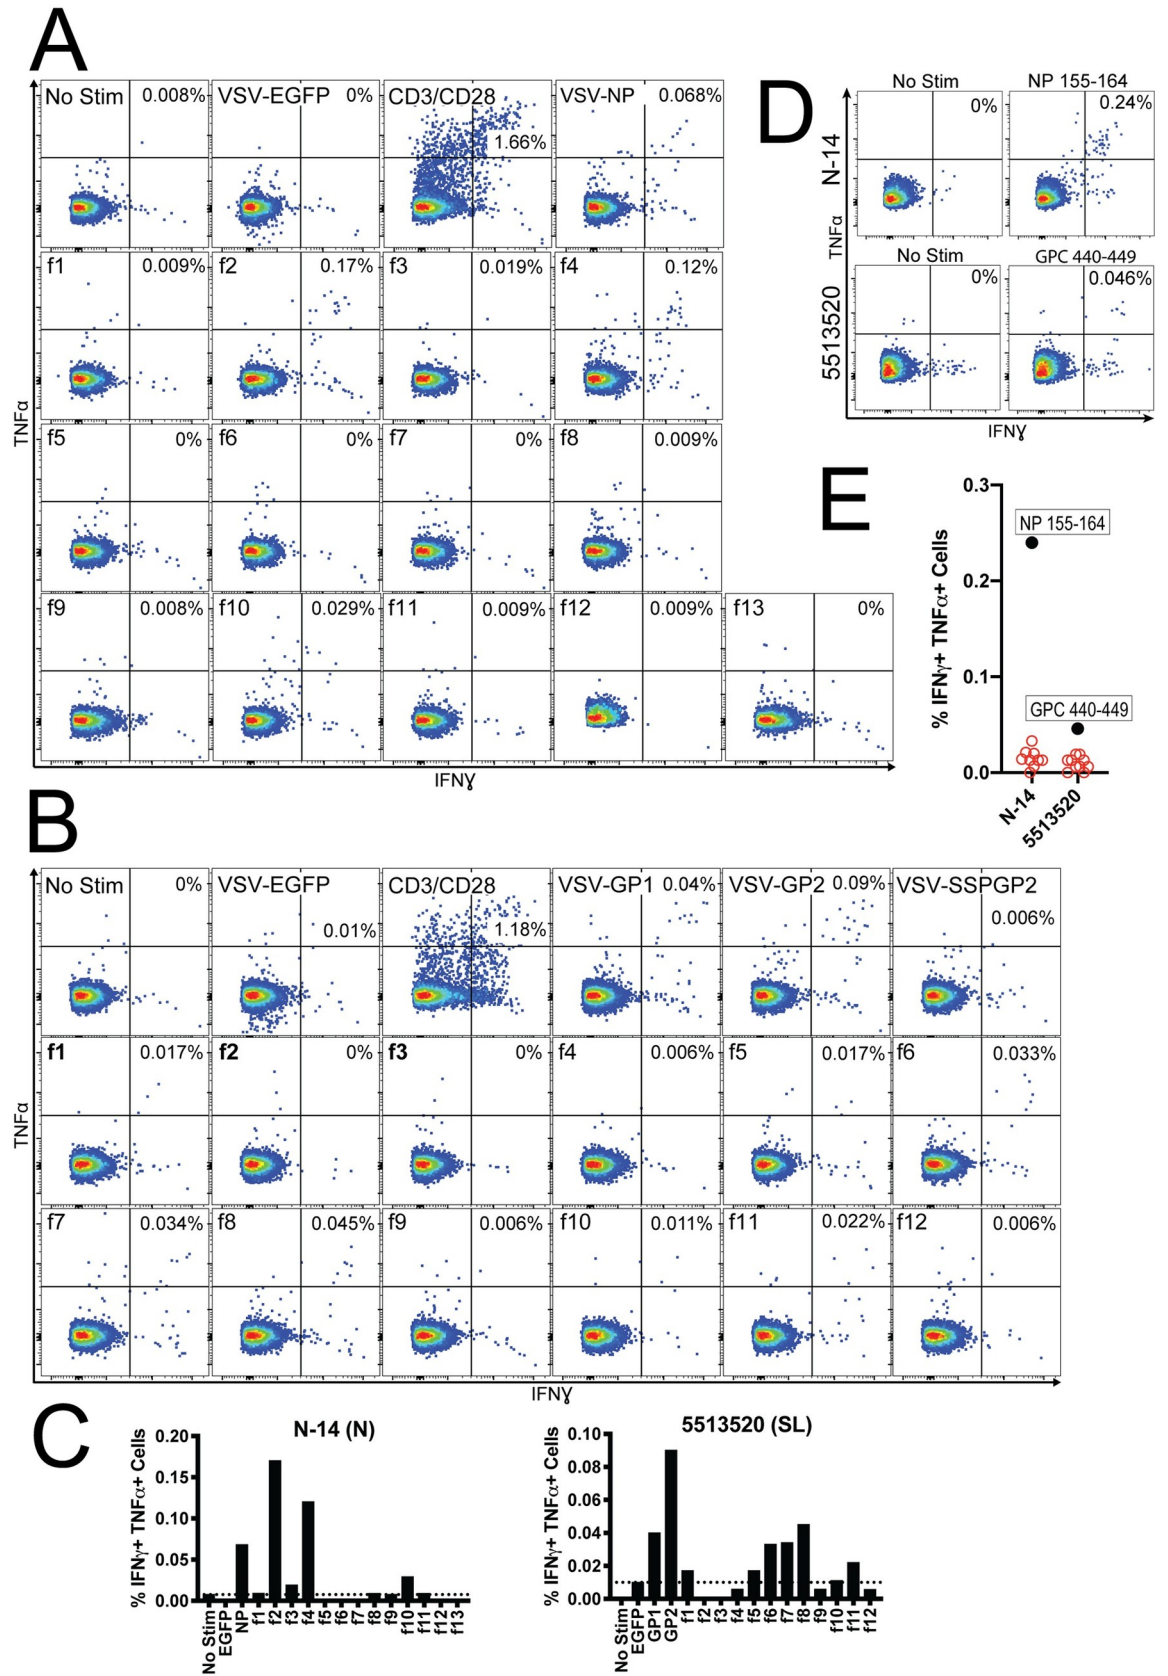 A
No Stim 0.008%
VSV-EGFP 0%
CD3/CD28 1.66%
VSV-NP 0.068%
f1 0.009%
f2 0.17%
f3 0.019%
f4 0.12%
TNFα
f5 0%
f6 0%
f7 0%
f8 0.009%
f9 0.008%
f10 0.029%
f11 0.009%
f12 0.009%
f13 0%
IFNɣ
D
No Stim 0%
NP 155-164 0.24%
N-14
TNFα
No Stim 0%
GPC 440-449 0.046%
5513520
IFNɣ
E
% IFNγ+ TNFα+ Cells
0.3
0.2
0.1
0.0
NP 155-164
GPC 440-449
N-14
5513520
B
No Stim 0%
VSV-EGFP 0.01%
CD3/CD28 1.18%
VSV-GP1 0.04%
VSV-GP2 0.09%
VSV-SSPGP2 0.006%
TNFα
f1 0.017%
f2 0%
f3 0%
f4 0.006%
f5 0.017%
f6 0.033%
f7 0.034%
f8 0.045%
f9 0.006%
f10 0.011%
f11 0.022%
f12 0.006%
IFNɣ
C
N-14 (N)
% IFNγ+ TNFα+ Cells
0.20
0.15
0.10
0.05
0.00
No Stim
EGFP
NP
f1
f2
f3
f4
f5
f6
f7
f8
f9
f10
f11
f12
f13
5513520 (SL)
% IFNγ+ TNFα+ Cells
0.10
0.08
0.06
0.04
0.02
0.00
No Stim
EGFP
GP1
GP2
f1
f2
f3
f4
f5
f6
f7
f8
f9
f10
f11
f12